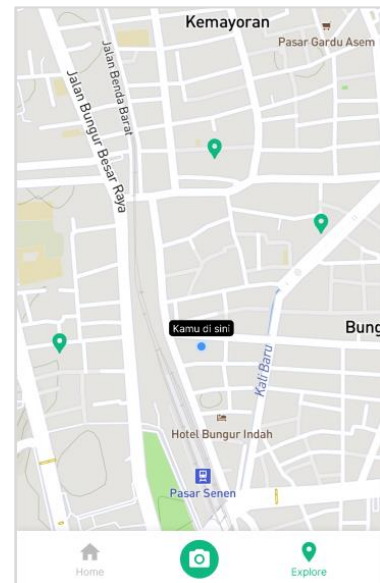 Kemayoran
Pasar Gardu Asem
Jalan Benda Barat
Jalan Bungur Besar Raya
Kamu di sini
Bung
Kali Baru
Hotel Bungur Indah
Pasar Senen
Home
Explore